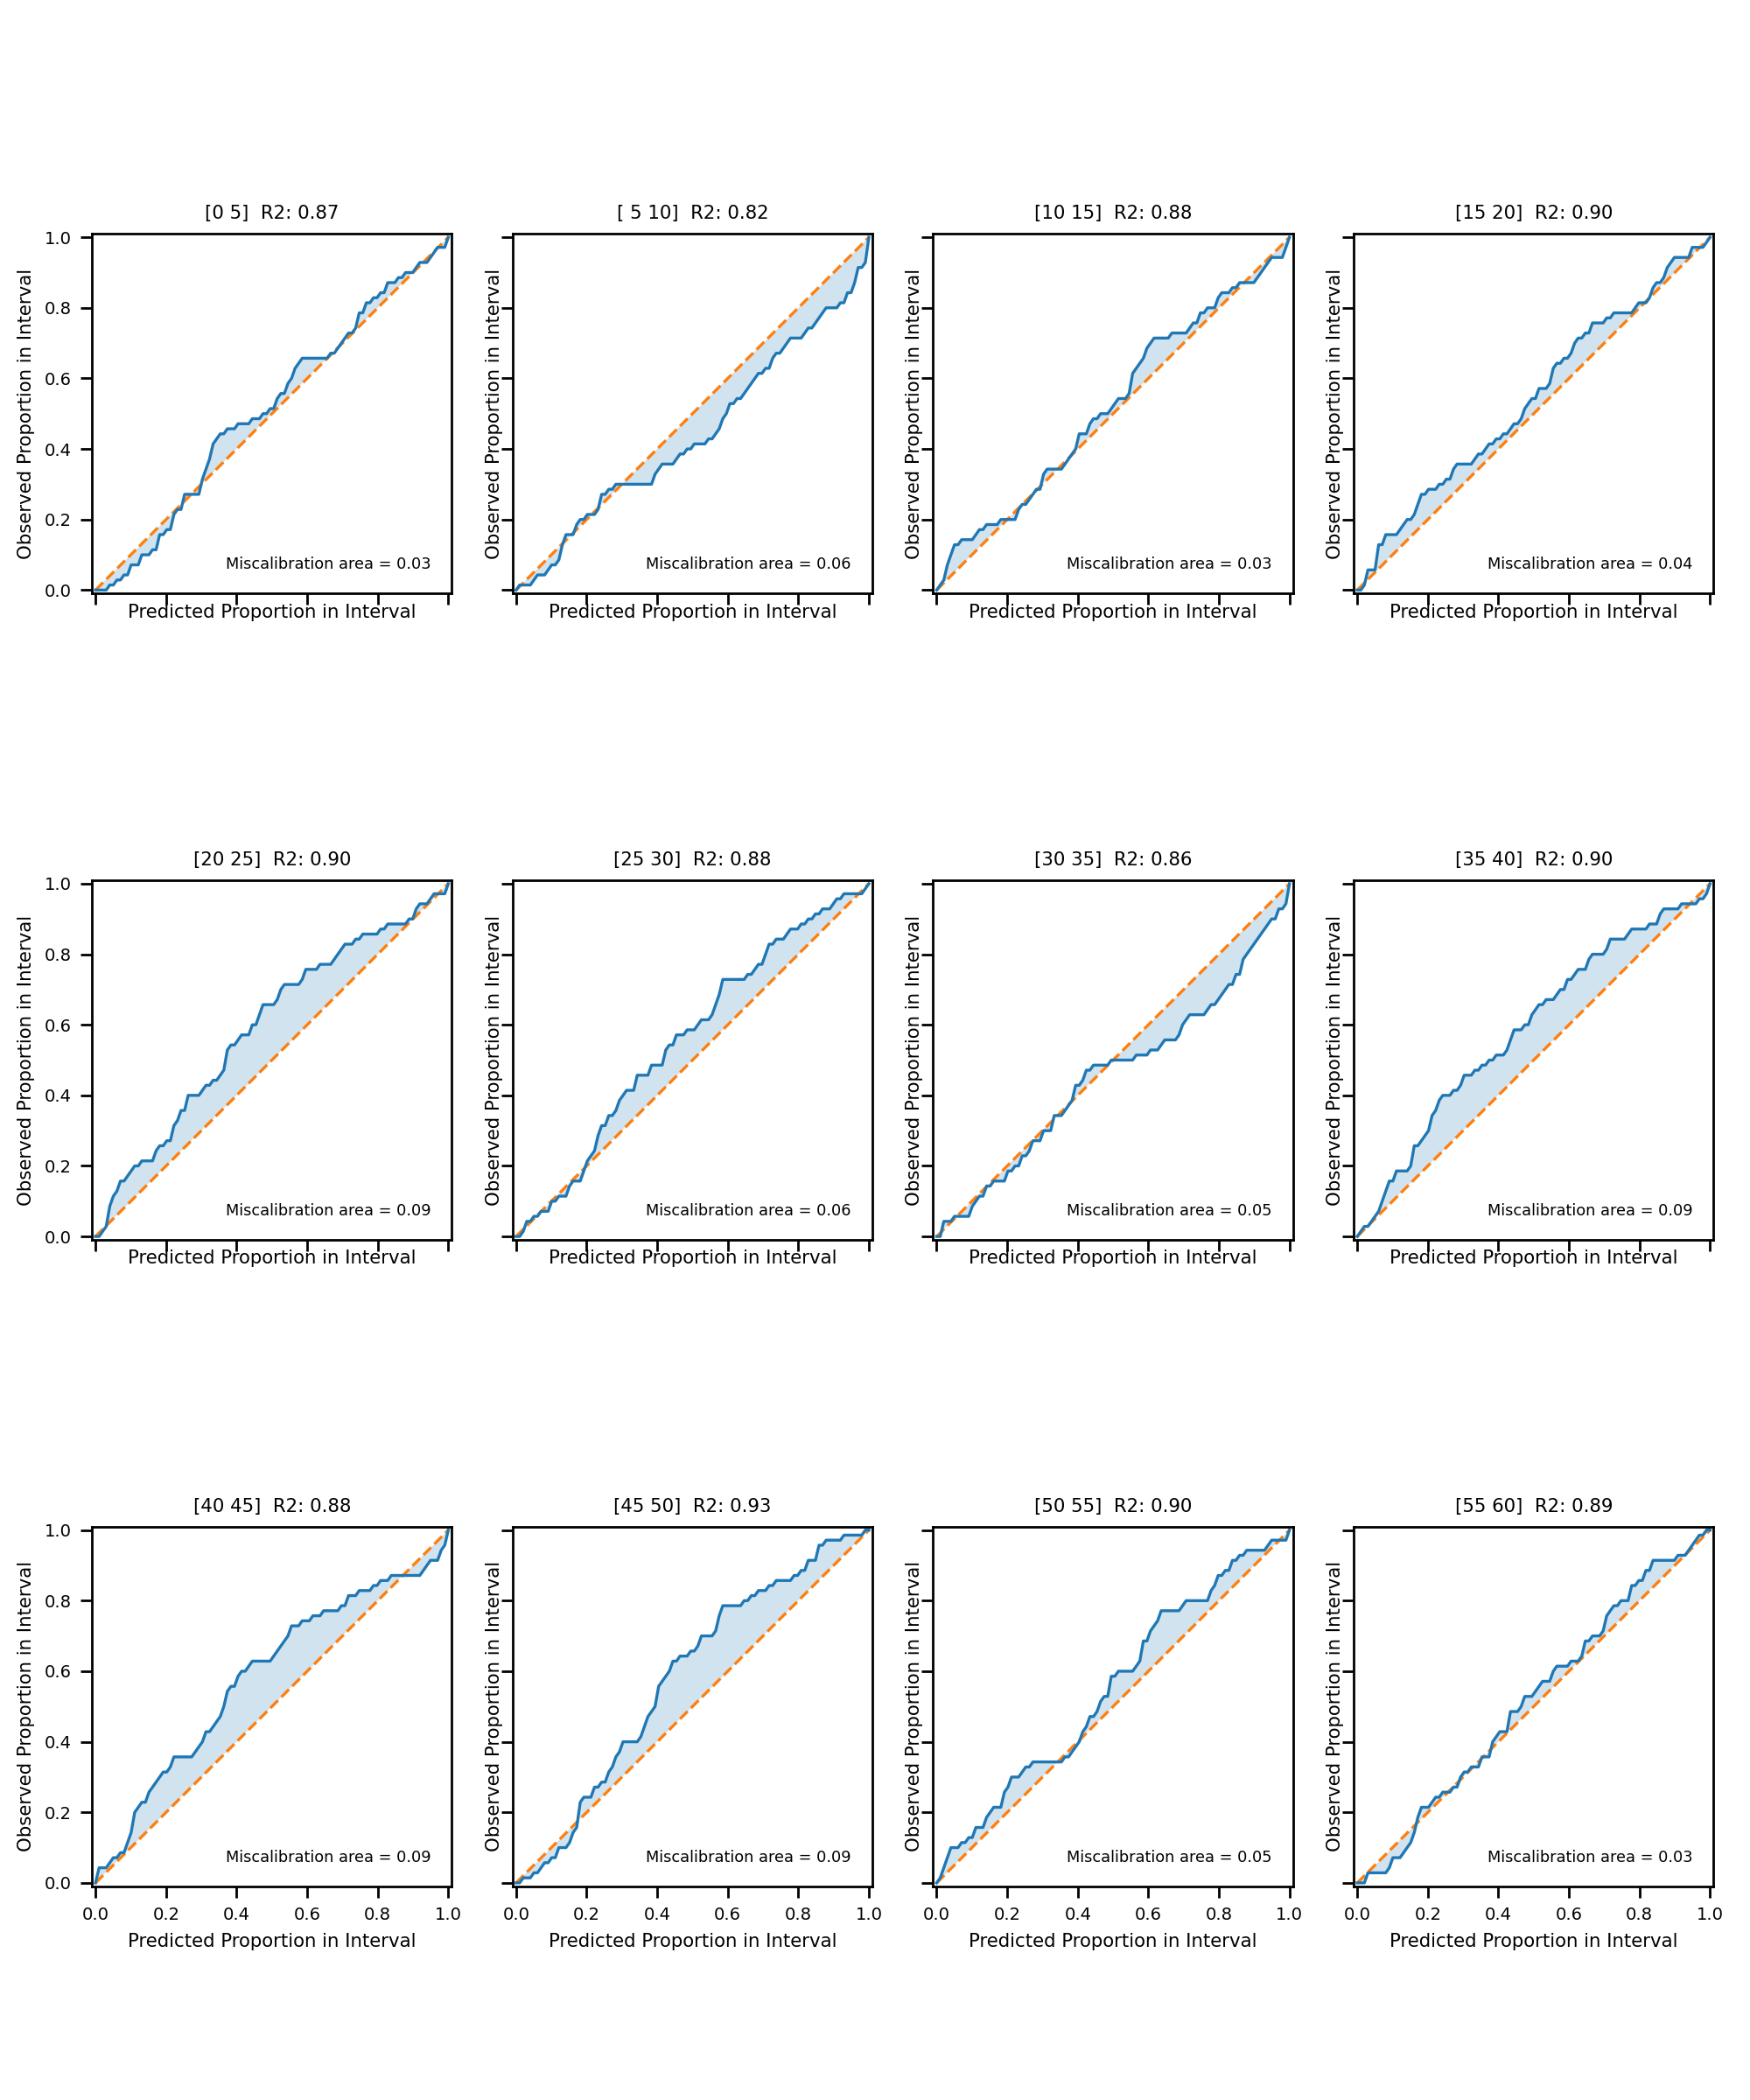 [0 5]  R2: 0.87
[ 5 10]  R2: 0.82
[10 15]  R2: 0.88
[15 20]  R2: 0.90
1.0
0.8
0.6
0.4
0.2
0.0
Observed Proportion in Interval
Observed Proportion in Interval
Observed Proportion in Interval
Observed Proportion in Interval
Miscalibration area = 0.03
Miscalibration area = 0.06
Miscalibration area = 0.03
Miscalibration area = 0.04
Predicted Proportion in Interval
Predicted Proportion in Interval
Predicted Proportion in Interval
Predicted Proportion in Interval
[20 25]  R2: 0.90
[25 30]  R2: 0.88
[30 35]  R2: 0.86
[35 40]  R2: 0.90
1.0
0.8
0.6
0.4
0.2
0.0
Observed Proportion in Interval
Observed Proportion in Interval
Observed Proportion in Interval
Observed Proportion in Interval
Miscalibration area = 0.09
Miscalibration area = 0.06
Miscalibration area = 0.05
Miscalibration area = 0.09
Predicted Proportion in Interval
Predicted Proportion in Interval
Predicted Proportion in Interval
Predicted Proportion in Interval
[40 45]  R2: 0.88
[45 50]  R2: 0.93
[50 55]  R2: 0.90
[55 60]  R2: 0.89
1.0
0.8
0.6
0.4
0.2
0.0
Observed Proportion in Interval
Observed Proportion in Interval
Observed Proportion in Interval
Observed Proportion in Interval
Miscalibration area = 0.09
Miscalibration area = 0.09
Miscalibration area = 0.05
Miscalibration area = 0.03
0.0 0.2 0.4 0.6 0.8 1.0
0.0 0.2 0.4 0.6 0.8 1.0
0.0 0.2 0.4 0.6 0.8 1.0
0.0 0.2 0.4 0.6 0.8 1.0
Predicted Proportion in Interval
Predicted Proportion in Interval
Predicted Proportion in Interval
Predicted Proportion in Interval